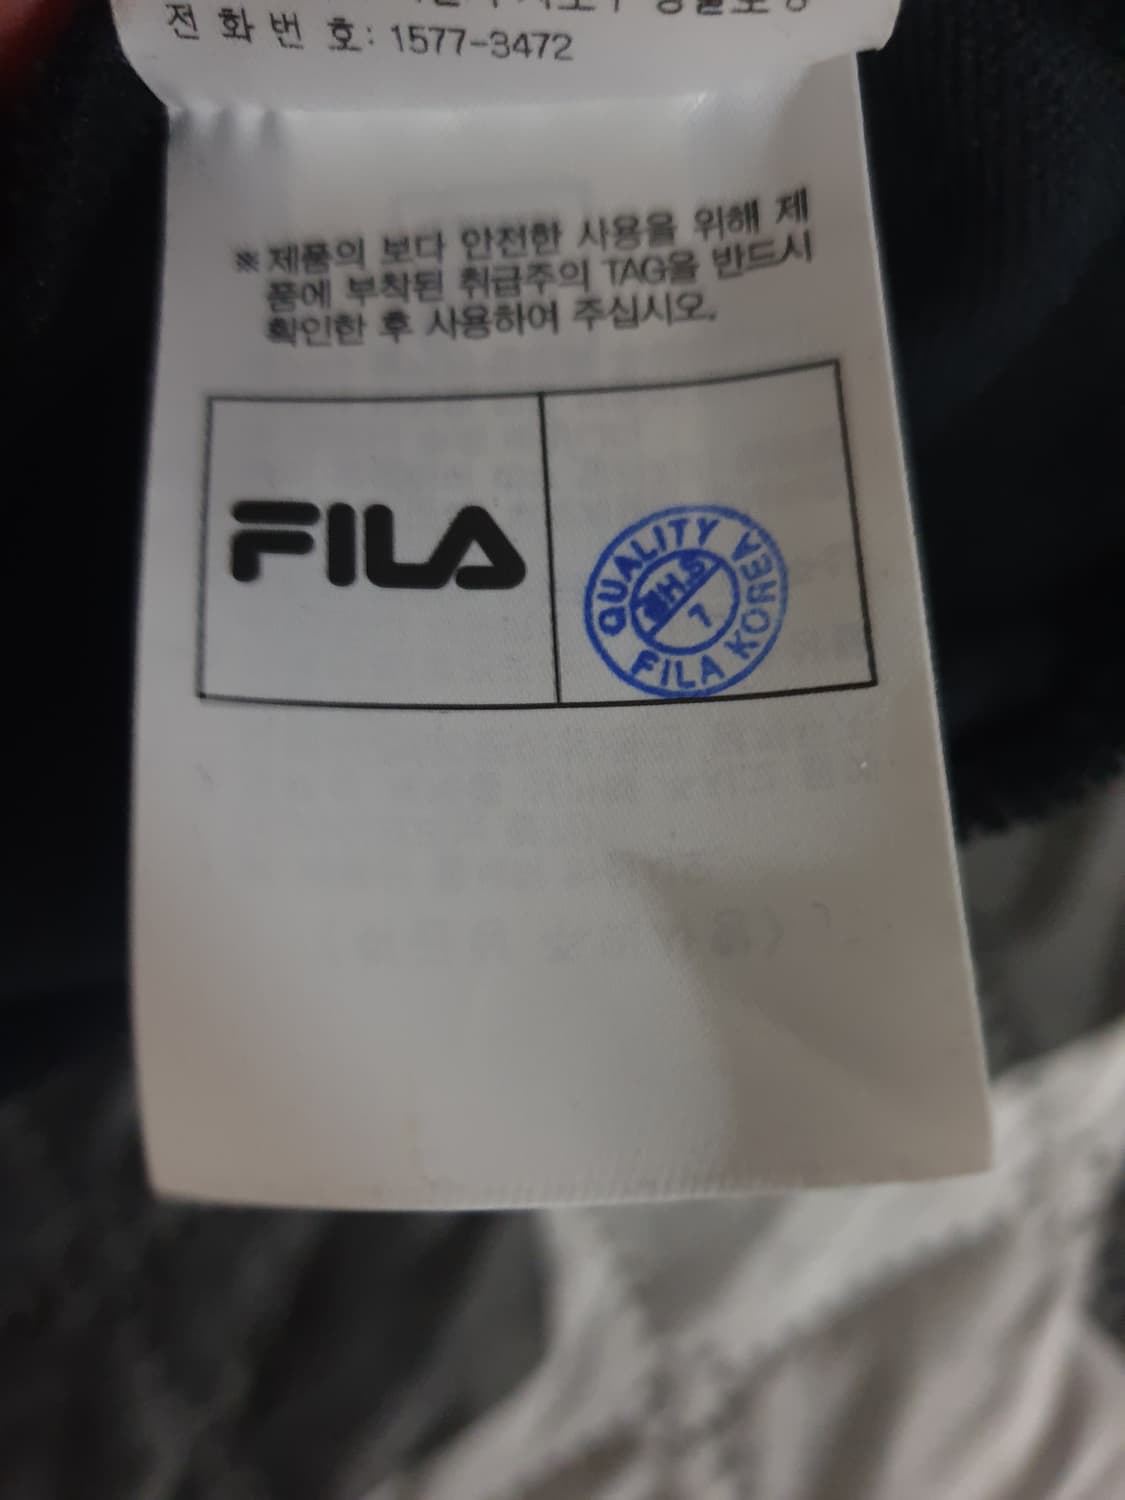 전 화 번 호: 1577-3472
※ 제품의 보다 안전한 사용을 위해 제
품에 부착된 취급주의 TAG을 반드시
확인한 후 사용하여 주십시오.
FILA
QUALITY
FILA KOREA
H.S
7